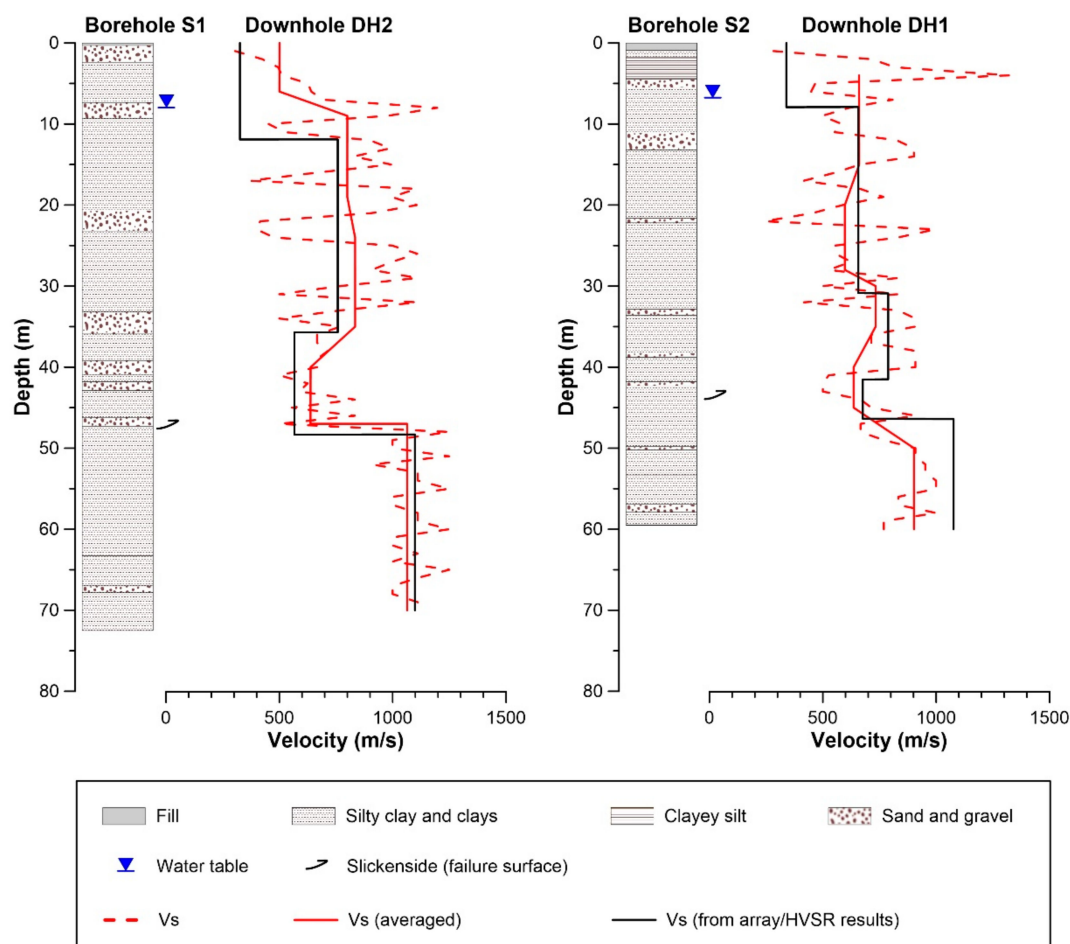 Borehole S1 Downhole DH2 Borehole S2 Downhole DH1
0 0
10 10
20 20
30 30
40 40
50 50
60 60
70 70
80 80
Depth (m) Depth (m)
0 500 1000 1500 0 500 1000 1500
Velocity (m/s) Velocity (m/s)
Fill Silty clay and clays Clayey silt Sand and gravel
Water table Slickenside (failure surface)
Vs Vs (averaged) Vs (from array/HVSR results)